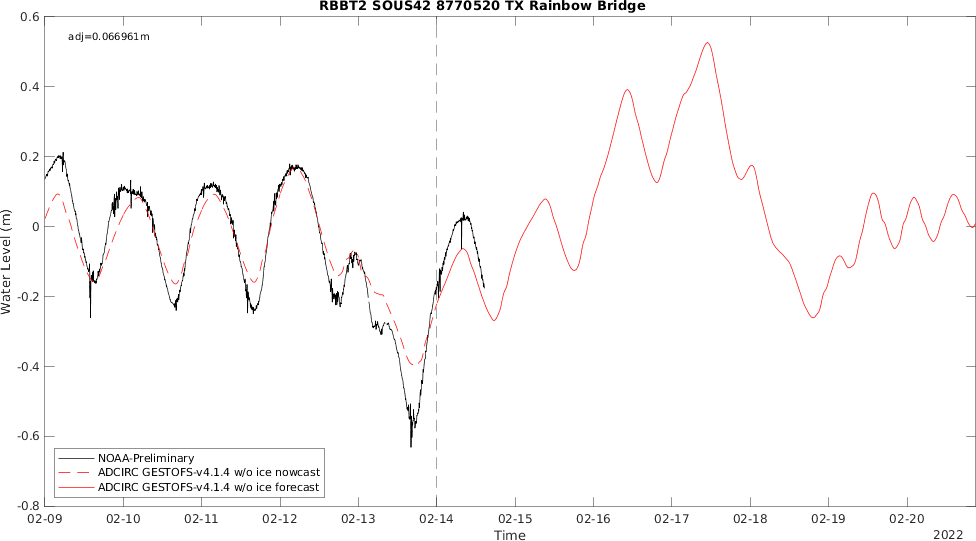 RBBT2 SOUS42 8770520 TX Rainbow Bridge
adj=0.066961m
0.6
0.4
0.2
0
-0.2
-0.4
-0.6
-0.8
Water Level (m)
NOAA-Preliminary
ADCIRC GESTOFS-v4.1.4 w/o ice nowcast
ADCIRC GESTOFS-v4.1.4 w/o ice forecast
02-09 02-10 02-11 02-12 02-13 02-14 02-15 02-16 02-17 02-18 02-19 02-20
Time
2022